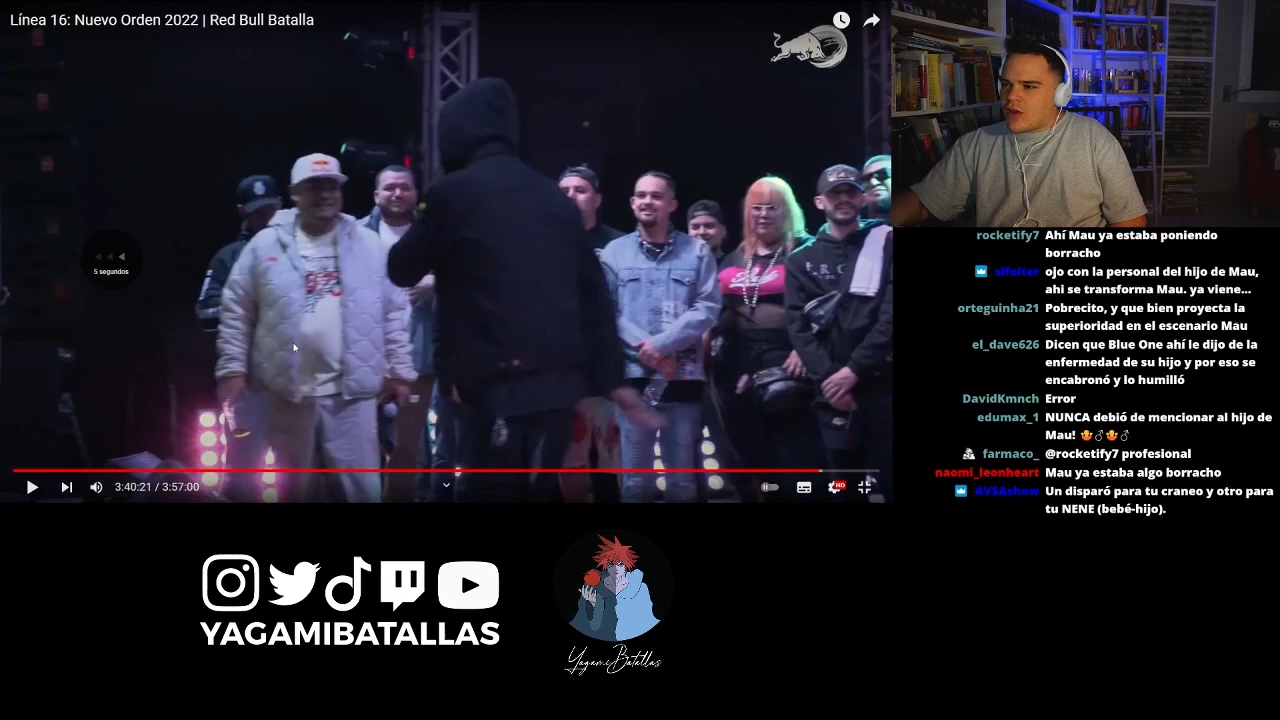 Línea 16: Nuevo Orden 2022 | Red Bull Batalla
5 segundos
3:40:21 / 3:57:00
HD
rocketify7 Ahí Mau ya estaba poniendo
borracho
sifolter ojo con la personal del hijo de Mau,
ahi se transforma Mau. ya viene...
orteguinha21 Pobrecito, y que bien proyecta la
superioridad en el escenario Mau
el_dave626 Dicen que Blue One ahí le dijo de la
enfermedad de su hijo y por eso se
encabronó y lo humilló
DavidKmnch Error
edumax_1 NUNCA debió de mencionar al hijo de
Mau! 🤷♂🤷♂
farmaco_ @rocketify7 profesional
naomi_leonheart Mau ya estaba algo borracho
AVSAshow Un disparó para tu craneo y otro para
tu NENE (bebé-hijo).
YAGAMIBATALLAS
YagamiBatallas